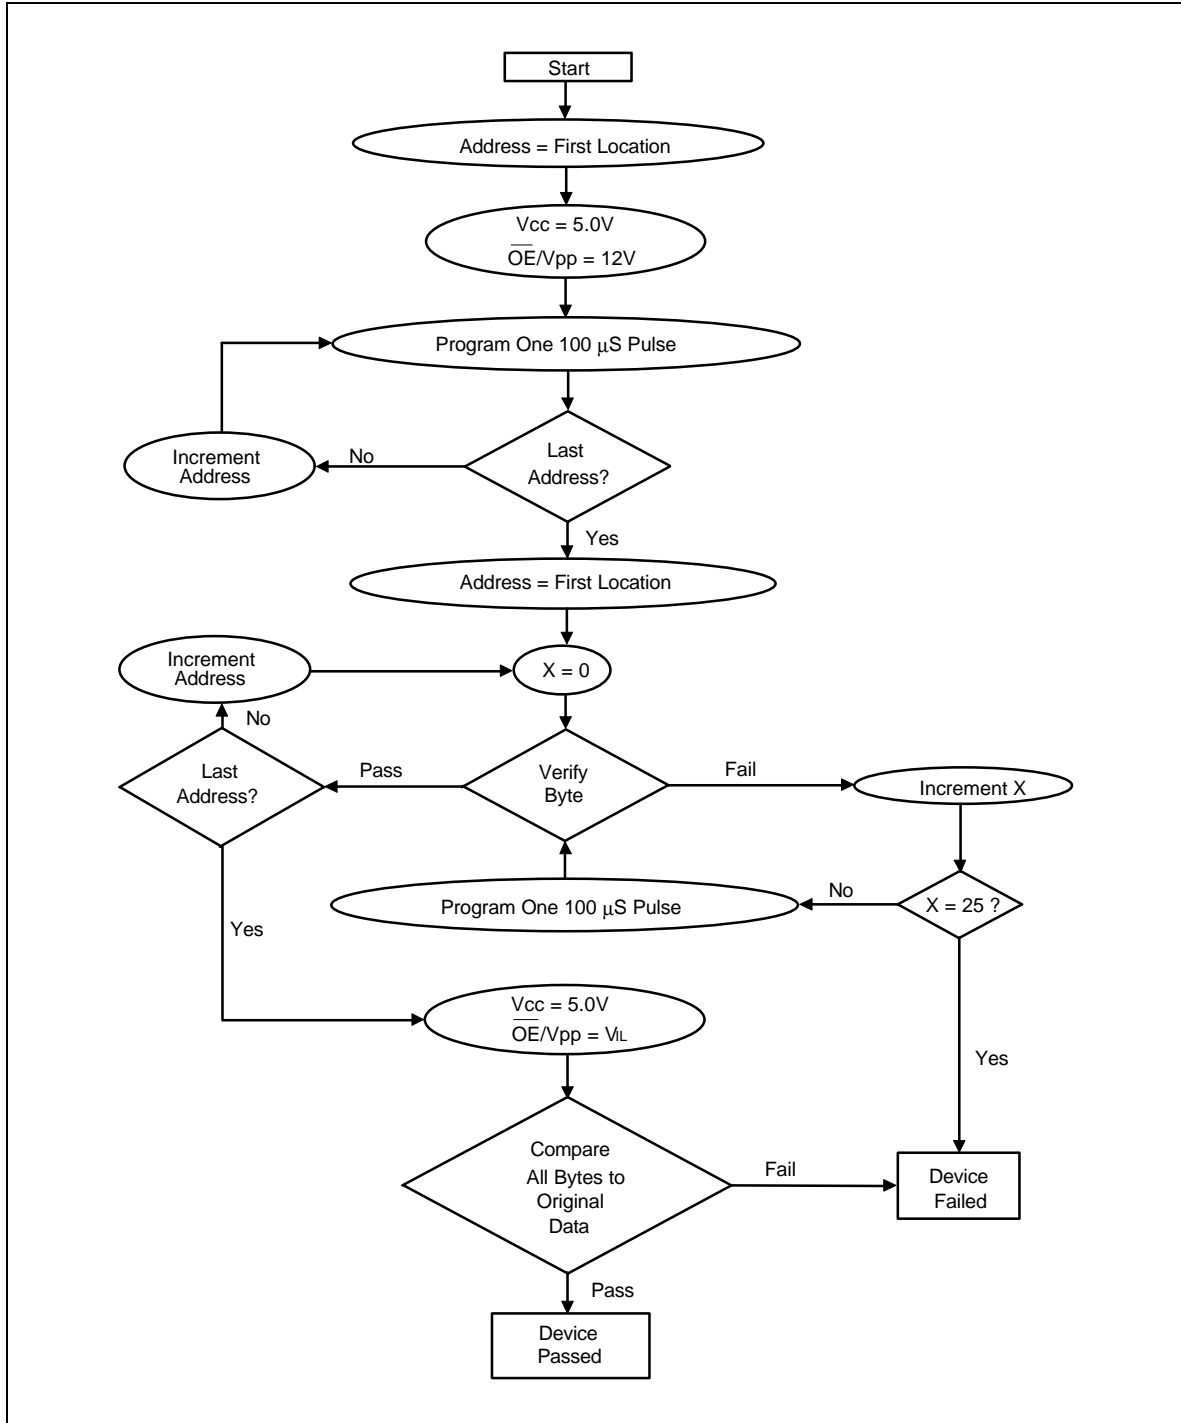 Start
Address = First Location
Vcc = 5.0V
OE/Vpp = 12V
Program One 100 μS Pulse
Increment
Address
No
Last
Address?
Yes
Address = First Location
Increment
Address
X = 0
No
Last
Address?
Pass
Verify
Byte
Fail
Increment X
Program One 100 μS Pulse
No
X = 25 ?
Yes
Vcc = 5.0V
OE/Vpp = VIL
Yes
Compare
All Bytes to
Original
Data
Fail
Device
Failed
Pass
Device
Passed